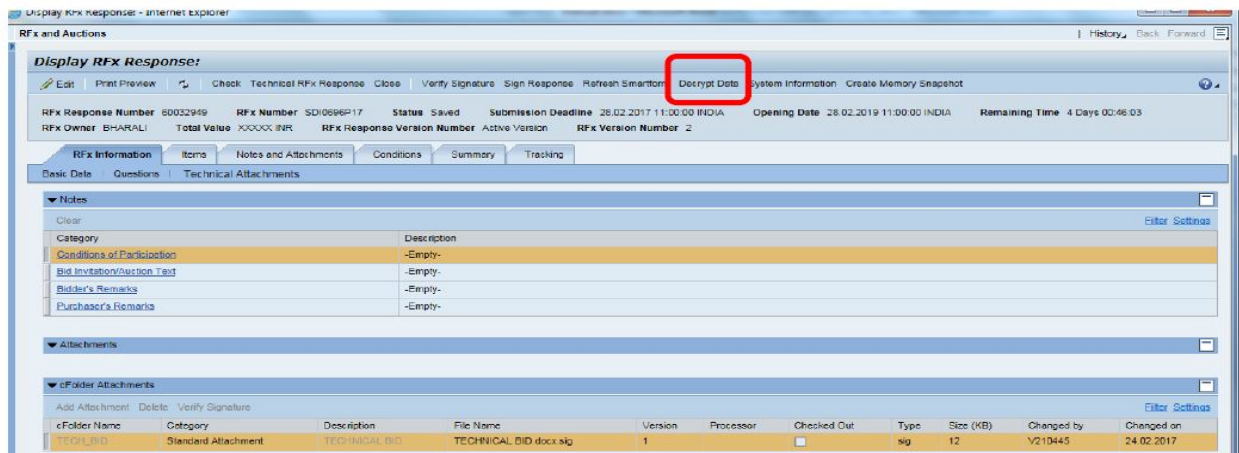 Display RFx Response: - Internet Explorer
RFx and Auctions
| History Back Forward
Display RFx Response:
Edit | Print Preview | Check Technical RFx Response Close | Verify Signature Sign Response Refresh Smartform Decrypt Data System Information Create Memory Snapshot
RFx Response Number 60032949 RFx Number SDI0696P17 Status Saved Submission Deadline 28.02.2017 11:00:00 INDIA Opening Date 28.02.2019 11:00:00 INDIA Remaining Time 4 Days 00:46:03
RFx Owner BHARALI Total Value XXXXX INR RFx Response Version Number Active Version RFx Version Number 2
RFx Information Items Notes and Attachments Conditions Summary Tracking
Basic Data | Questions | Technical Attachments
Notes
Clear Filter Settings
Category Description
Conditions of Participation -Empty-
Bid Invitation/Auction Text -Empty-
Bidder's Remarks -Empty-
Purchaser's Remarks -Empty-
Attachments
cFolder Attachments
Add Attachment Delete Verify Signature Filter Settings
cFolder Name Category Description File Name Version Processor Checked Out Type Size (KB) Changed by Changed on
TECH_BID Standard Attachment TECHNICAL BID TECHNICAL BID.docx.sig 1 sig 12 V210445 24.02.2017